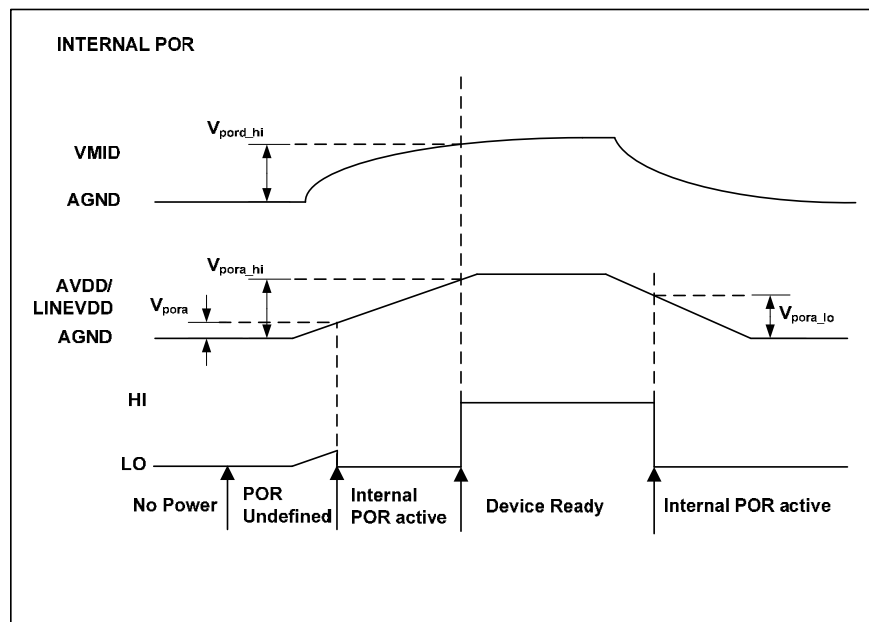 INTERNAL POR
Vpord_hi
VMID
AGND
Vpora_hi
AVDD/
LINEVDD
Vpora
AGND
Vpora_lo
HI
LO
No Power
POR
Undefined
Internal
POR active
Device Ready
Internal POR active